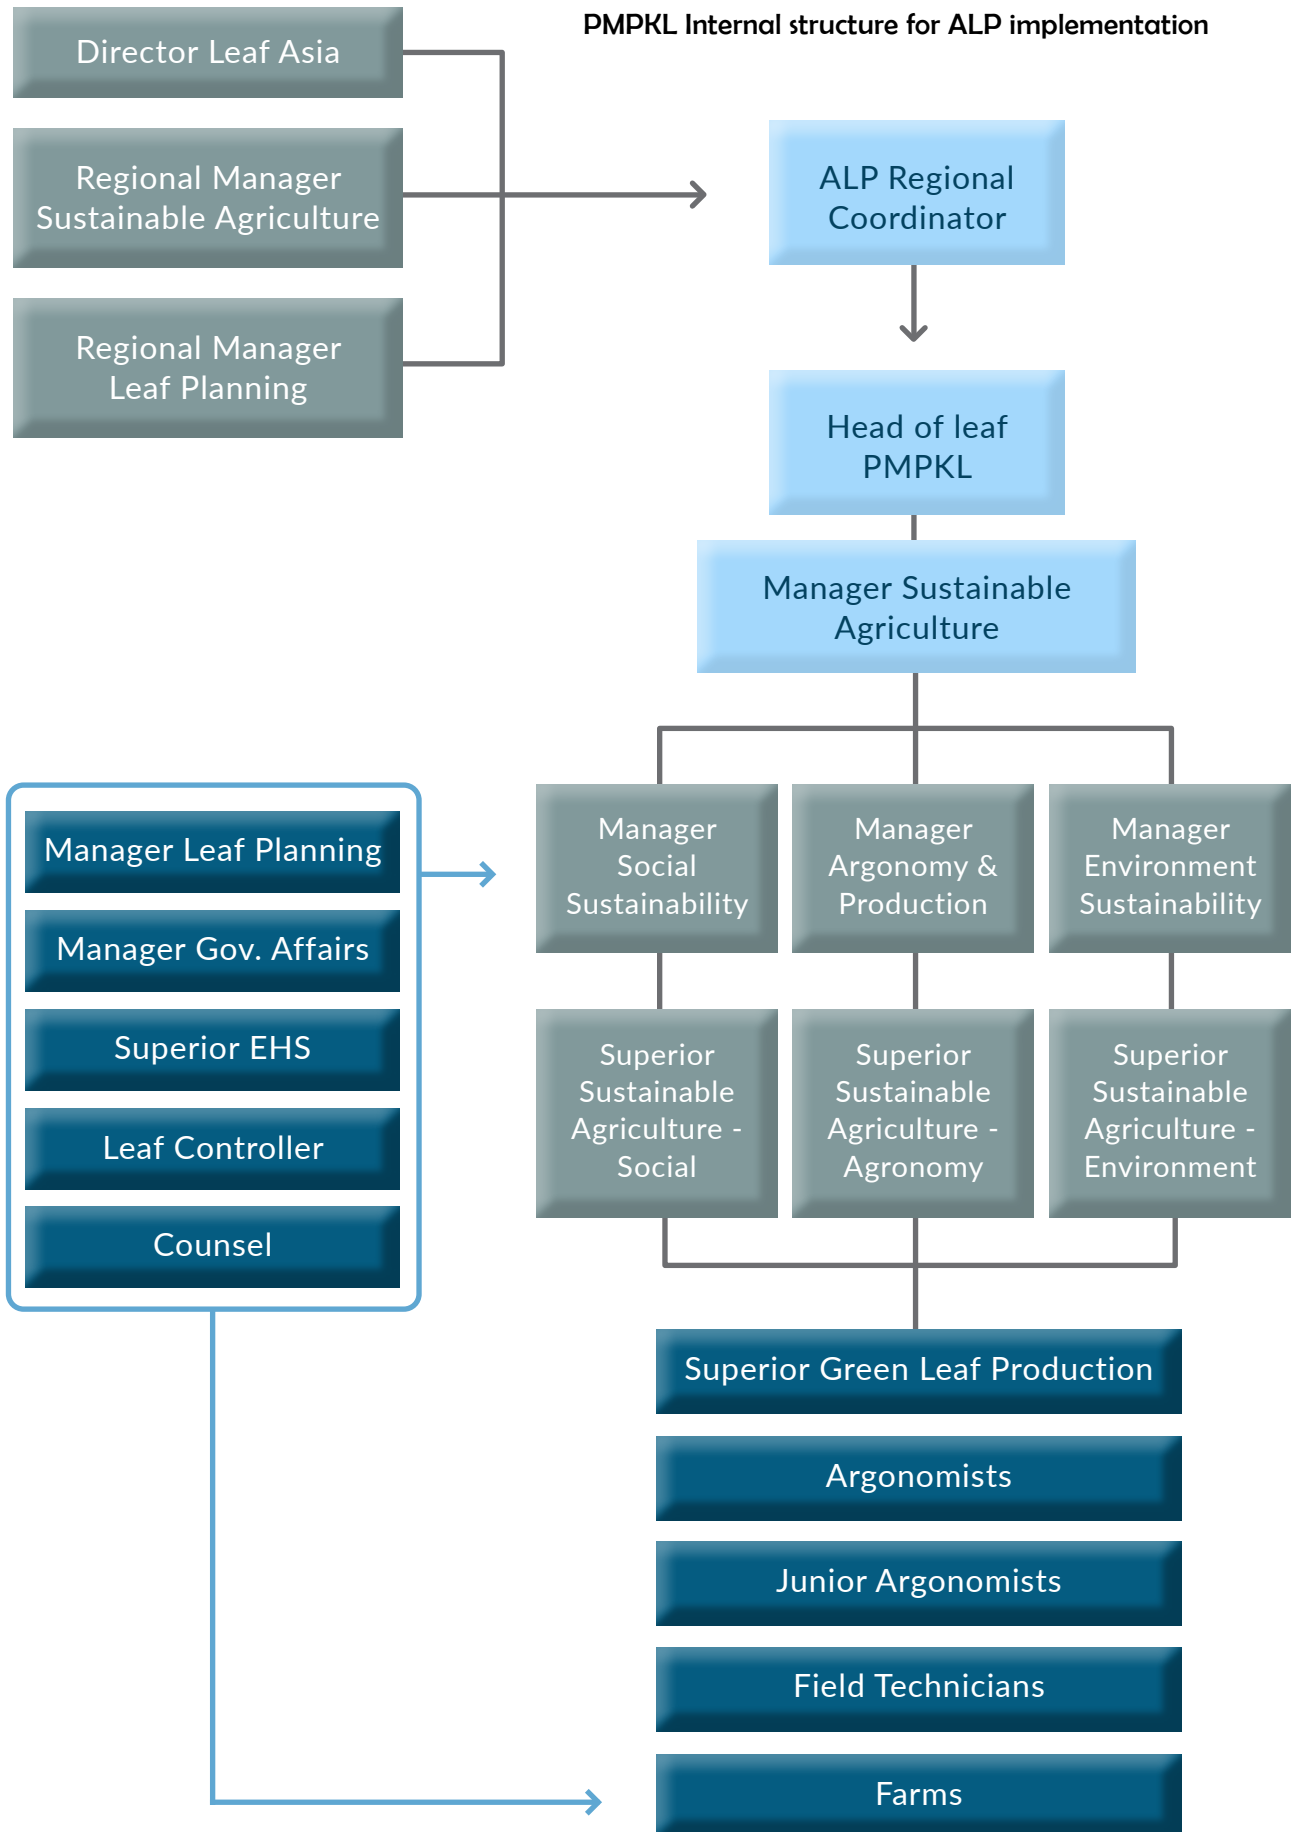 PMPKL Internal structure for ALP implementation
Director Leaf Asia
Regional Manager
Sustainable Agriculture
Regional Manager
Leaf Planning
ALP Regional
Coordinator
Head of leaf
PMPKL
Manager Sustainable
Agriculture
Manager Leaf Planning
Manager Gov. Affairs
Superior EHS
Leaf Controller
Counsel
Manager
Social
Sustainability
Manager
Argonomy &
Production
Manager
Environment
Sustainability
Superior
Sustainable
Agriculture -
Social
Superior
Sustainable
Agriculture -
Agronomy
Superior
Sustainable
Agriculture -
Environment
Superior Green Leaf Production
Argonomists
Junior Argonomists
Field Technicians
Farms